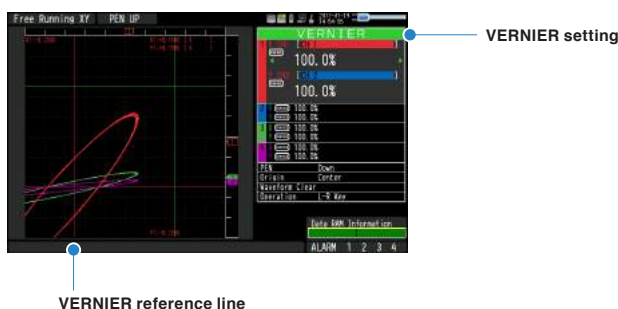 Free Running XY PEN UP
VERNIER
VERNIER setting
100.0%
100.0%
100.0%
100.0%
100.0%
100.0%
100.0%
100.0%
PEN Down
Origin Center
Waveform Clear
Operation L-R Key
Data RAM Information
ALARM 1 2 3 4
VERNIER reference line